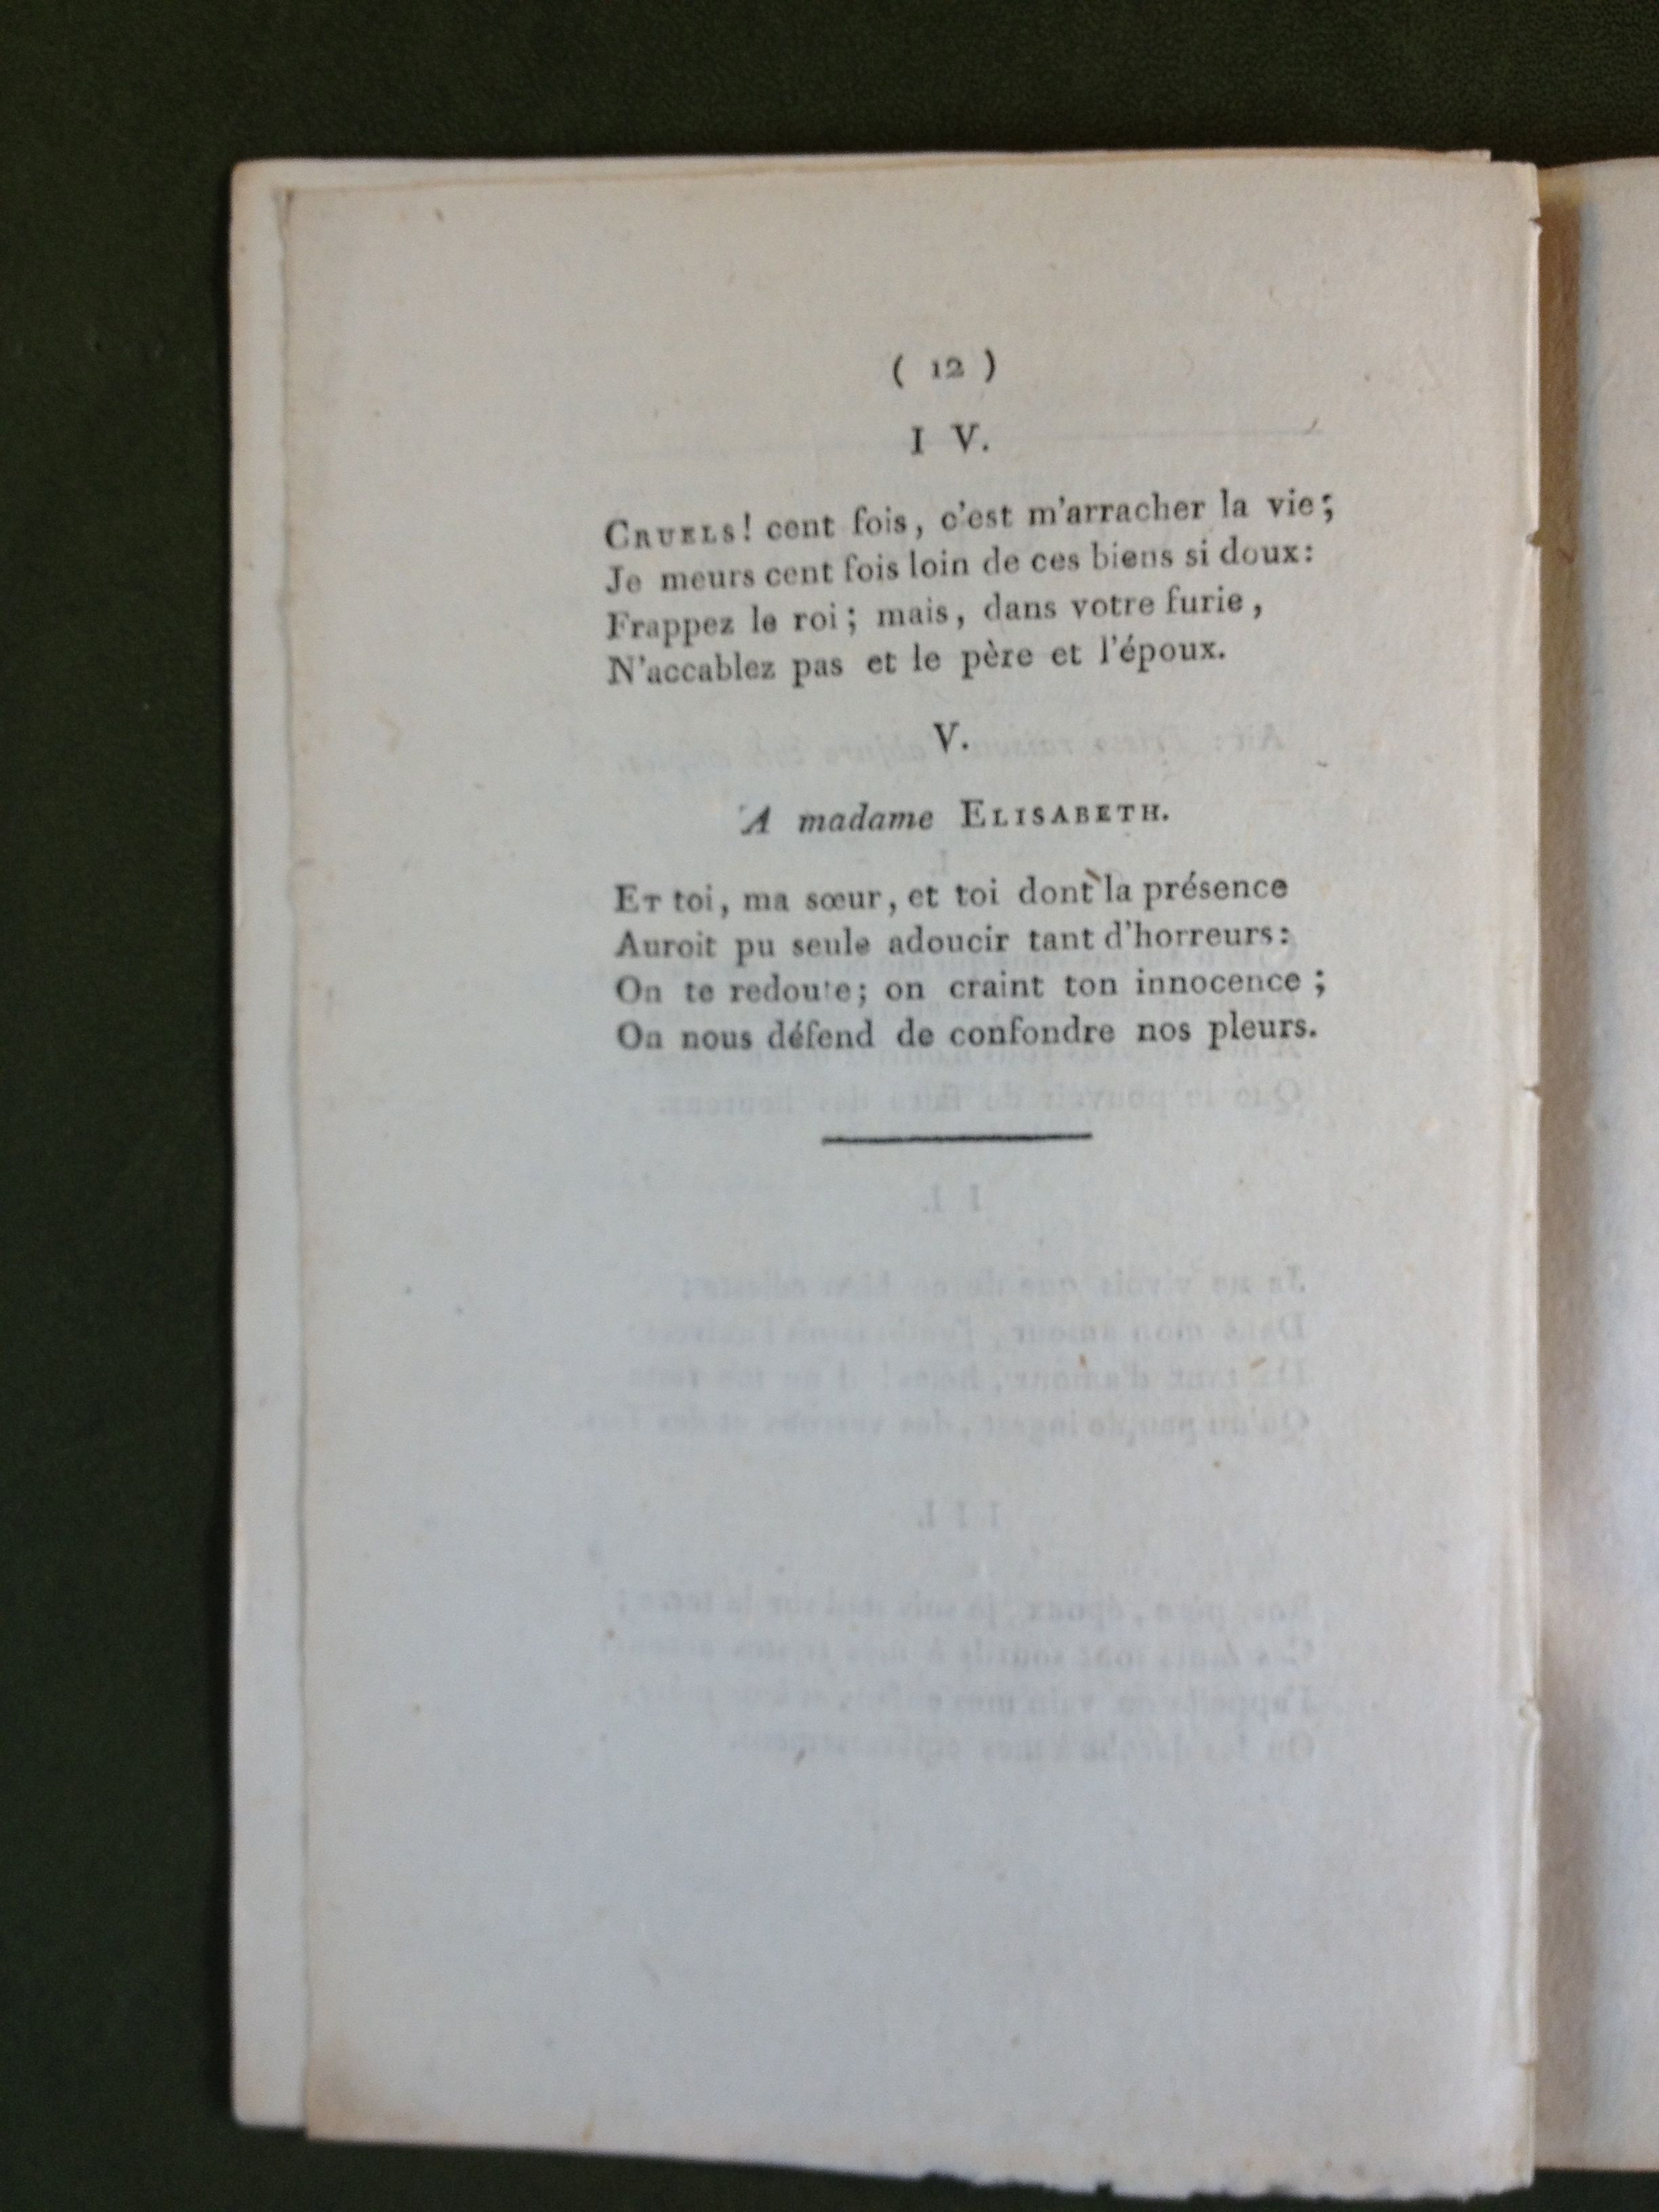 ( 12 )
I V.
CRUELS! cent fois, c'est m'arracher la vie;
Je meurs cent fois loin de ces biens si doux:
Frappez le roi; mais, dans votre furie,
N'accablez pas et le père et l'époux.
V.
A madame ELISABETH.
ET toi, ma sœur, et toi dont la présence
Auroit pu seule adoucir tant d'horreurs:
On te redoute; on craint ton innocence;
On nous défend de confondre nos pleurs.